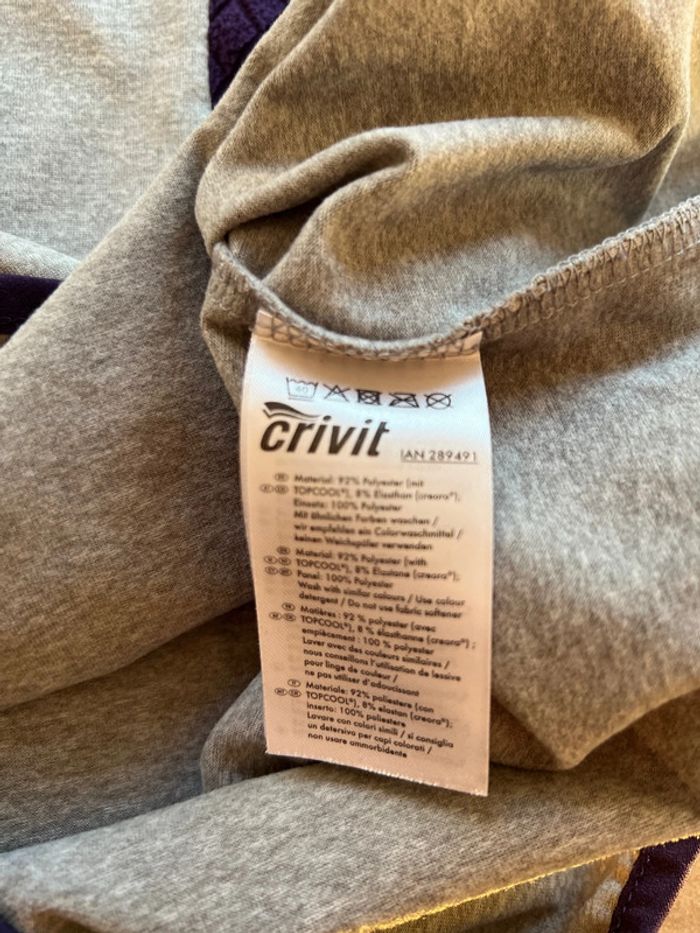 40
crivit
IAN 289491
Material: 92% Polyester (mit
TOPCOOL®), 8% Elasthan (creora®);
Einsatz: 100% Polyester
Mit ähnlichen Farben waschen /
wir empfehlen ein Colorwaschmittel /
keinen Weichspüler verwenden
Material: 92% Polyester (with
TOPCOOL®), 8% Elastane (creora®);
Panel: 100% Polyester
Wash with similar colours / Use colour
detergent / Do not use fabric softener
Matières : 92 % polyester (avec
TOPCOOL®), 8 % élasthanne (creora®) ;
empiècement : 100 % polyester
Laver avec des couleurs similaires /
nous conseillons l'utilisation de lessive
pour linge de couleur /
ne pas utiliser d'adoucissant
Materiale: 92% poliestere (con
TOPCOOL®), 8% elastan (creora®);
inserto: 100% poliestere
Lavare con colori simili / si consiglia
un detersivo per capi colorati /
non usare ammorbidente